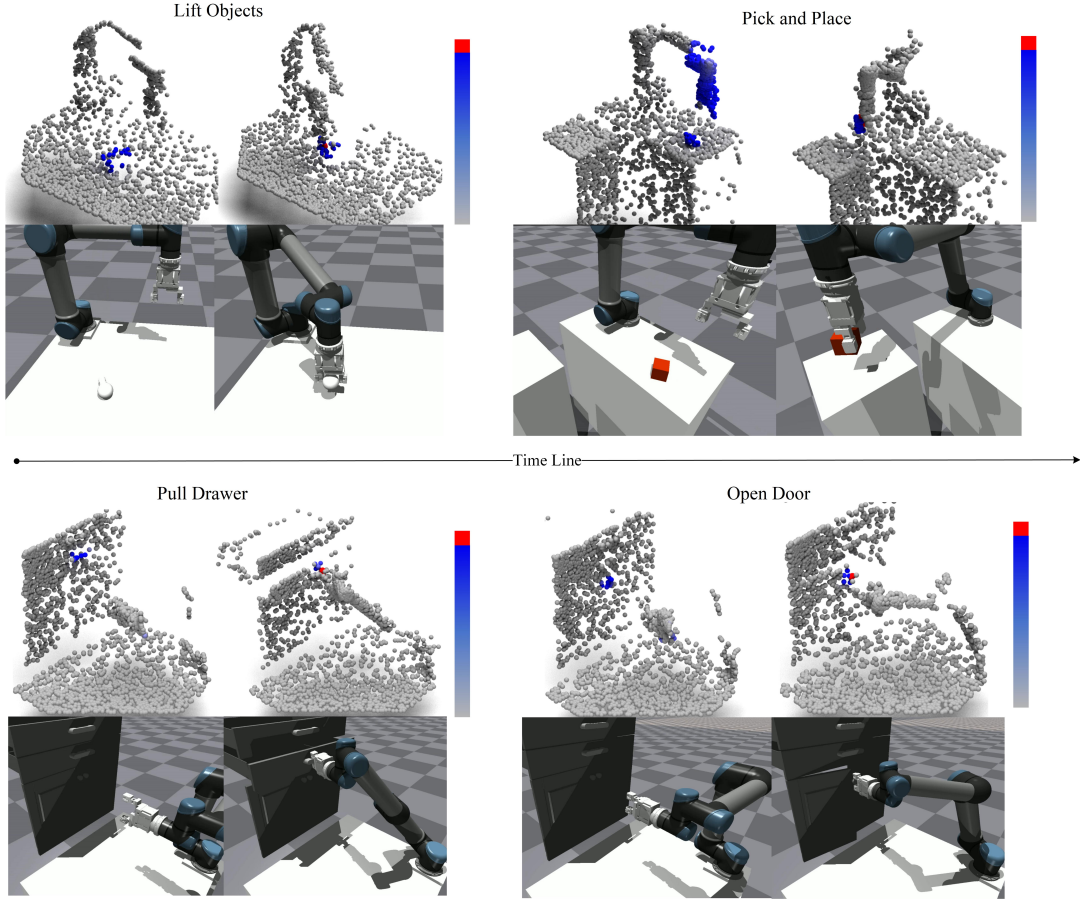 Lift Objects
Pick and Place
Time Line
Pull Drawer
Open Door